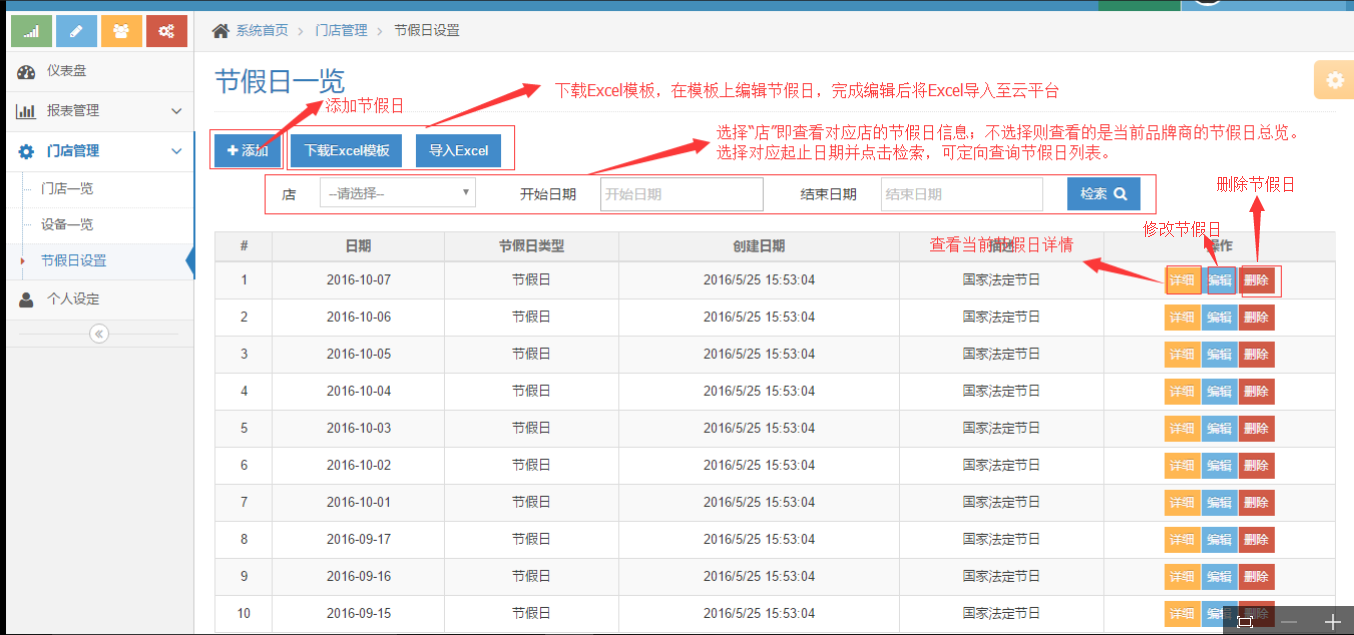 系统首页 > 门店管理 > 节假日设置
仪表盘
报表管理
门店管理
门店一览
设备一览
节假日设置
个人设定
节假日一览
添加节假日
下载Excel模板，在模板上编辑节假日，完成编辑后将Excel导入至云平台
添加 下载Excel模板 导入Excel
选择"店"即查看对应店的节假日信息；不选择则查看的是当前品牌商的节假日总览。
选择对应起止日期并点击检索，可定向查询节假日列表。
删除节假日
店 --请选择-- 开始日期 开始日期 结束日期 结束日期 检索
修改节假日
查看当前节假日详情
# 日期 节假日类型 创建日期 描述 操作
1 2016-10-07 节假日 2016/5/25 15:53:04 国家法定节日 详细 编辑 删除
2 2016-10-06 节假日 2016/5/25 15:53:04 国家法定节日 详细 编辑 删除
3 2016-10-05 节假日 2016/5/25 15:53:04 国家法定节日 详细 编辑 删除
4 2016-10-04 节假日 2016/5/25 15:53:04 国家法定节日 详细 编辑 删除
5 2016-10-03 节假日 2016/5/25 15:53:04 国家法定节日 详细 编辑 删除
6 2016-10-02 节假日 2016/5/25 15:53:04 国家法定节日 详细 编辑 删除
7 2016-10-01 节假日 2016/5/25 15:53:04 国家法定节日 详细 编辑 删除
8 2016-09-17 节假日 2016/5/25 15:53:04 国家法定节日 详细 编辑 删除
9 2016-09-16 节假日 2016/5/25 15:53:04 国家法定节日 详细 编辑 删除
10 2016-09-15 节假日 2016/5/25 15:53:04 国家法定节日 详细 编辑 删除